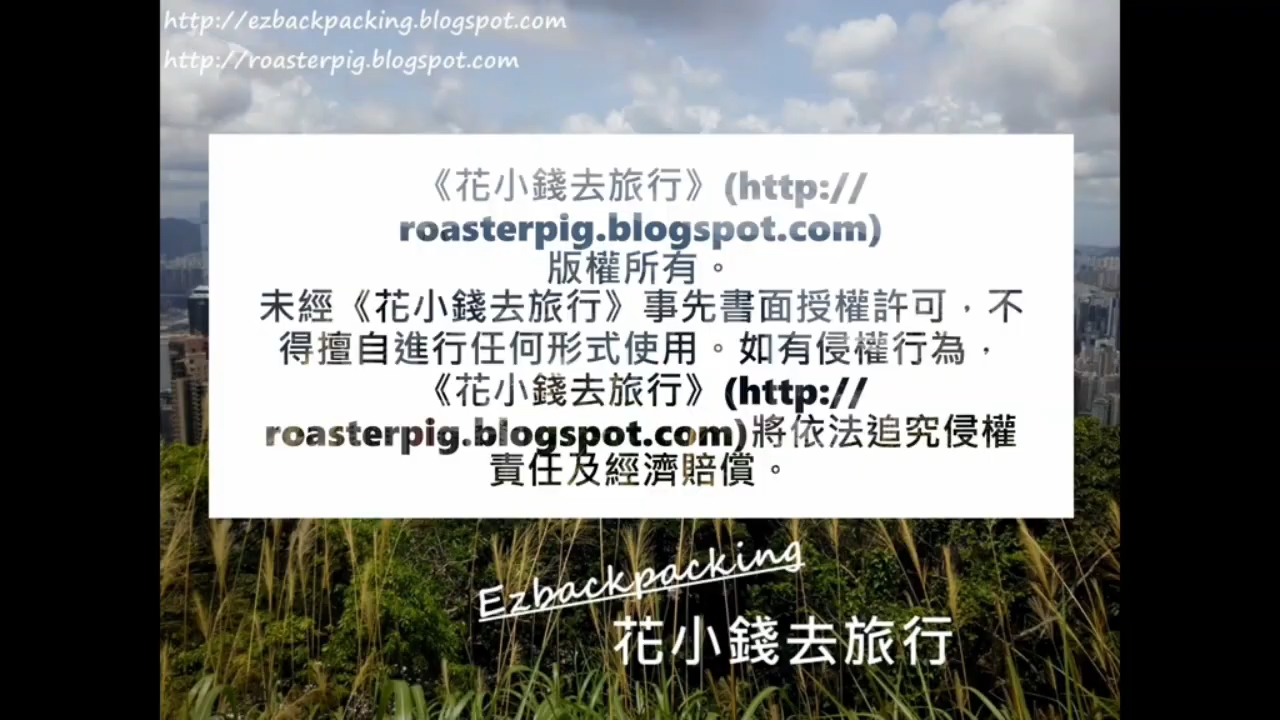 http://ezbackpacking.blogspot.com
http://roasterpig.blogspot.com
《花小錢去旅行》(http://
roasterpig.blogspot.com)
版權所有。
未經《花小錢去旅行》事先書面授權許可，不
得擅自進行任何形式使用。如有侵權行為，
《花小錢去旅行》(http://
roasterpig.blogspot.com)將依法追究侵權
責任及經濟賠償。
Ezbackpacking
花小錢去旅行